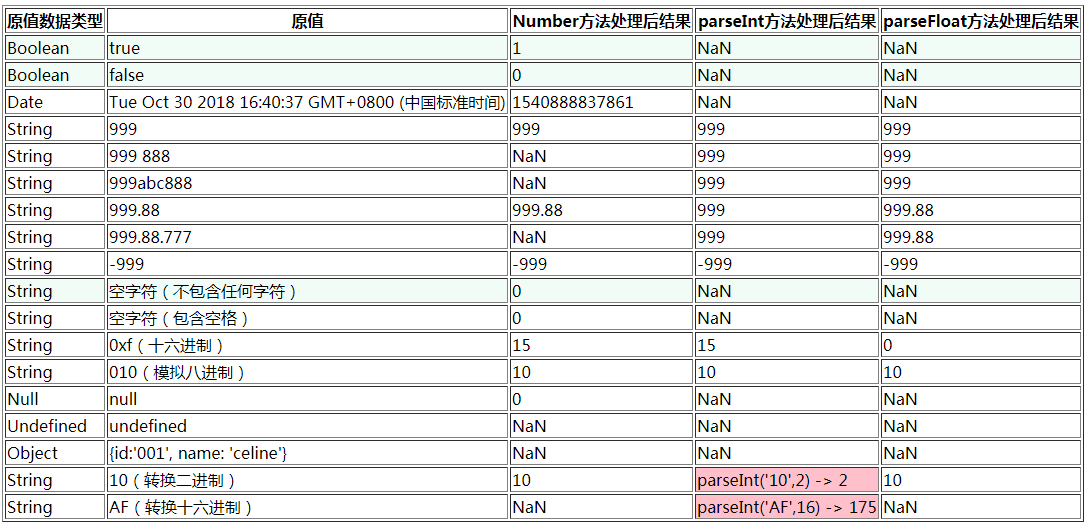 原值数据类型 原值 Number方法处理后结果 parseInt方法处理后结果 parseFloat方法处理后结果
Boolean true 1 NaN NaN
Boolean false 0 NaN NaN
Date Tue Oct 30 2018 16:40:37 GMT+0800 (中国标准时间) 1540888837861 NaN NaN
String 999 999 999 999
String 999 888 NaN 999 999
String 999abc888 NaN 999 999
String 999.88 999.88 999 999.88
String 999.88.777 NaN 999 999.88
String -999 -999 -999 -999
String 空字符（不包含任何字符） 0 NaN NaN
String 空字符（包含空格） 0 NaN NaN
String 0xf（十六进制） 15 15 0
String 010（模拟八进制） 10 10 10
Null null 0 NaN NaN
Undefined undefined NaN NaN NaN
Object {id:'001', name: 'celine'} NaN NaN NaN
String 10（转换二进制） 10 parseInt('10',2) -> 2 10
String AF（转换十六进制） NaN parseInt('AF',16) -> 175 NaN